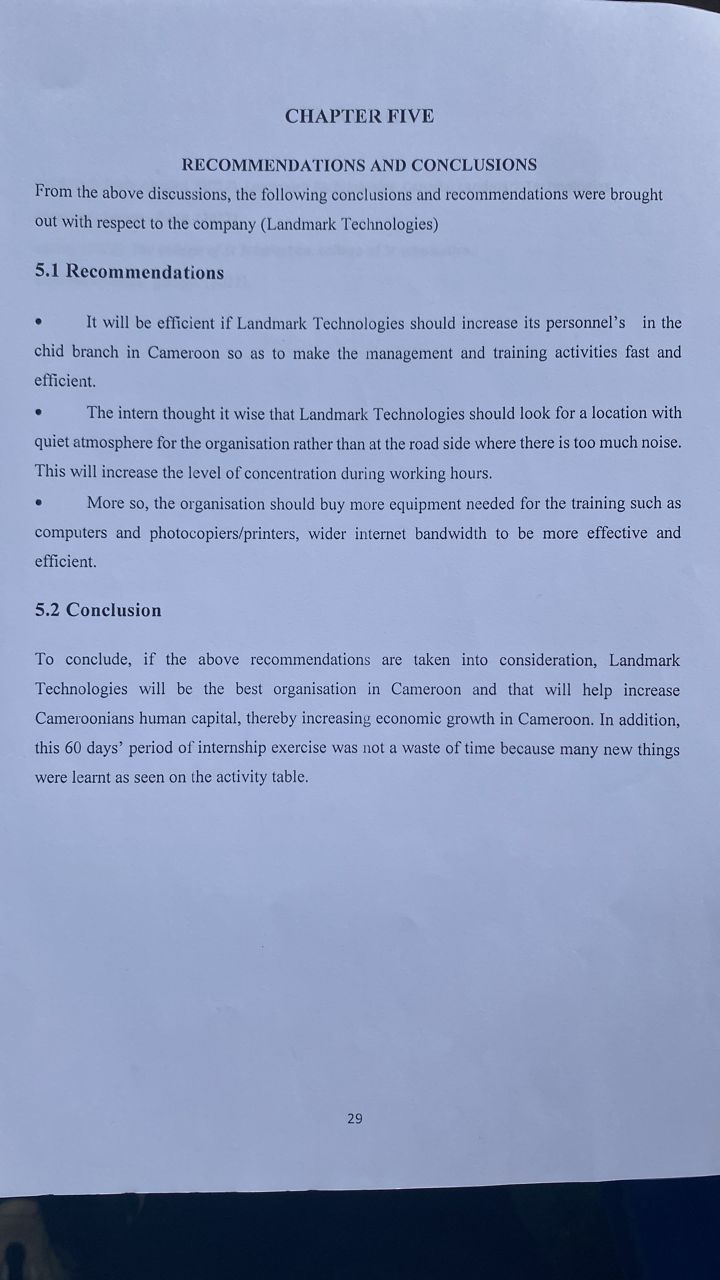 CHAPTER FIVE
RECOMMENDATIONS AND CONCLUSIONS
From the above discussions, the following conclusions and recommendations were brought
out with respect to the company (Landmark Technologies)
5.1 Recommendations
• It will be efficient if Landmark Technologies should increase its personnel’s in the
chid branch in Cameroon so as to make the management and training activities fast and
efficient.
• The intern thought it wise that Landmark Technologies should look for a location with
quiet atmosphere for the organisation rather than at the road side where there is too much noise.
This will increase the level of concentration during working hours.
• More so, the organisation should buy more equipment needed for the training such as
computers and photocopiers/printers, wider internet bandwidth to be more effective and
efficient.
5.2 Conclusion
To conclude, if the above recommendations are taken into consideration, Landmark
Technologies will be the best organisation in Cameroon and that will help increase
Cameroonians human capital, thereby increasing economic growth in Cameroon. In addition,
this 60 days’ period of internship exercise was not a waste of time because many new things
were learnt as seen on the activity table.
29